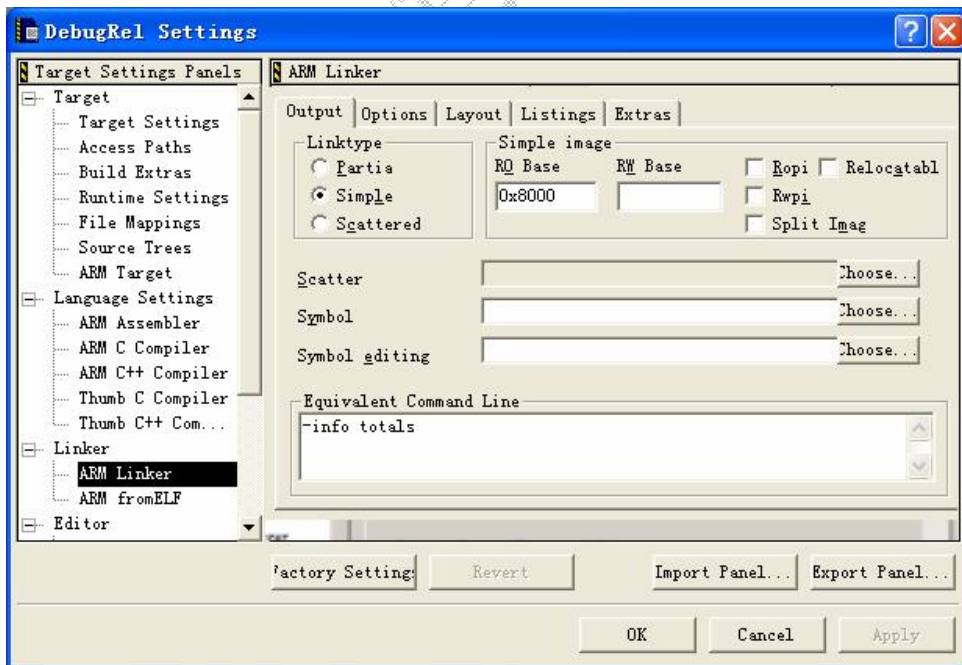 DebugRel Settings
Target Settings Panels
Target
Target Settings
Access Paths
Build Extras
Runtime Settings
File Mappings
Source Trees
ARM Target
Language Settings
ARM Assembler
ARM C Compiler
ARM C++ Compiler
Thumb C Compiler
Thumb C++ Com...
Linker
ARM Linker
ARM fromELF
Editor
ARM Linker
Output Options Layout Listings Extras
Linktype
Partia
Simple
Scattered
Simple image
RO Base RW Base
0x8000
Ropi Relocatabl
Rwpi
Split Imag
Scatter Choose...
Symbol Choose...
Symbol editing Choose...
Equivalent Command Line
-info totals
Factory Setting Revert Import Panel... Export Panel...
OK Cancel Apply